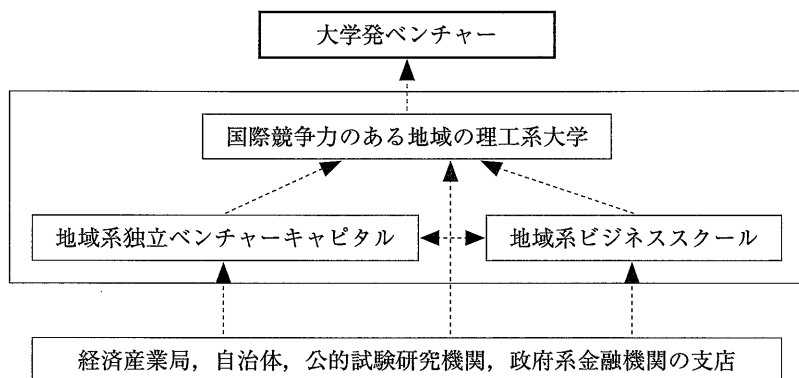 大学発ベンチャー
国際競争力のある地域の理工系大学
地域系独立ベンチャーキャピタル
地域系ビジネススクール
経済産業局，自治体，公的試験研究機関，政府系金融機関の支店